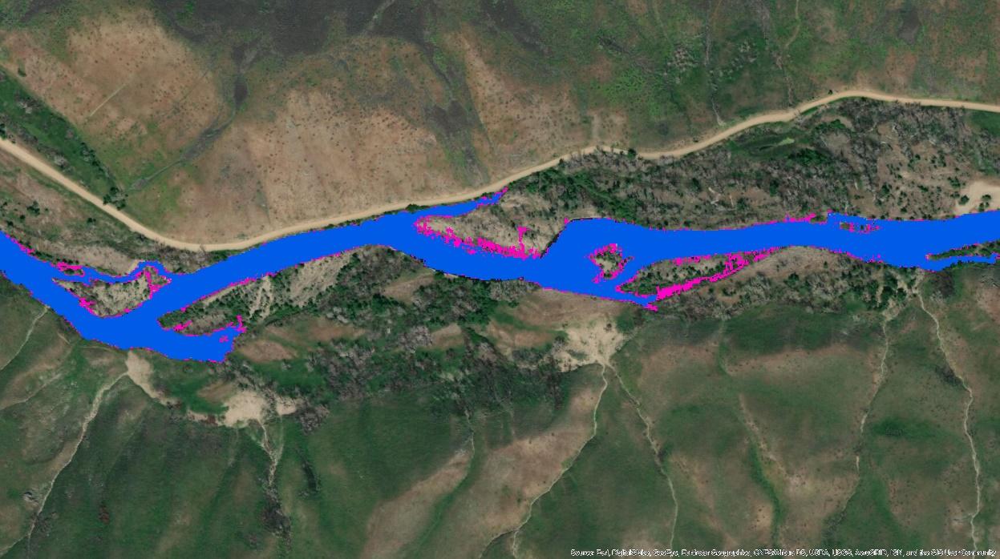 Source: Esri, DigitalGlobe, GeoEye, Earthstar Geographics, CNES/Airbus DS, USDA, USGS, AeroGRID, IGN, and the GIS User Community